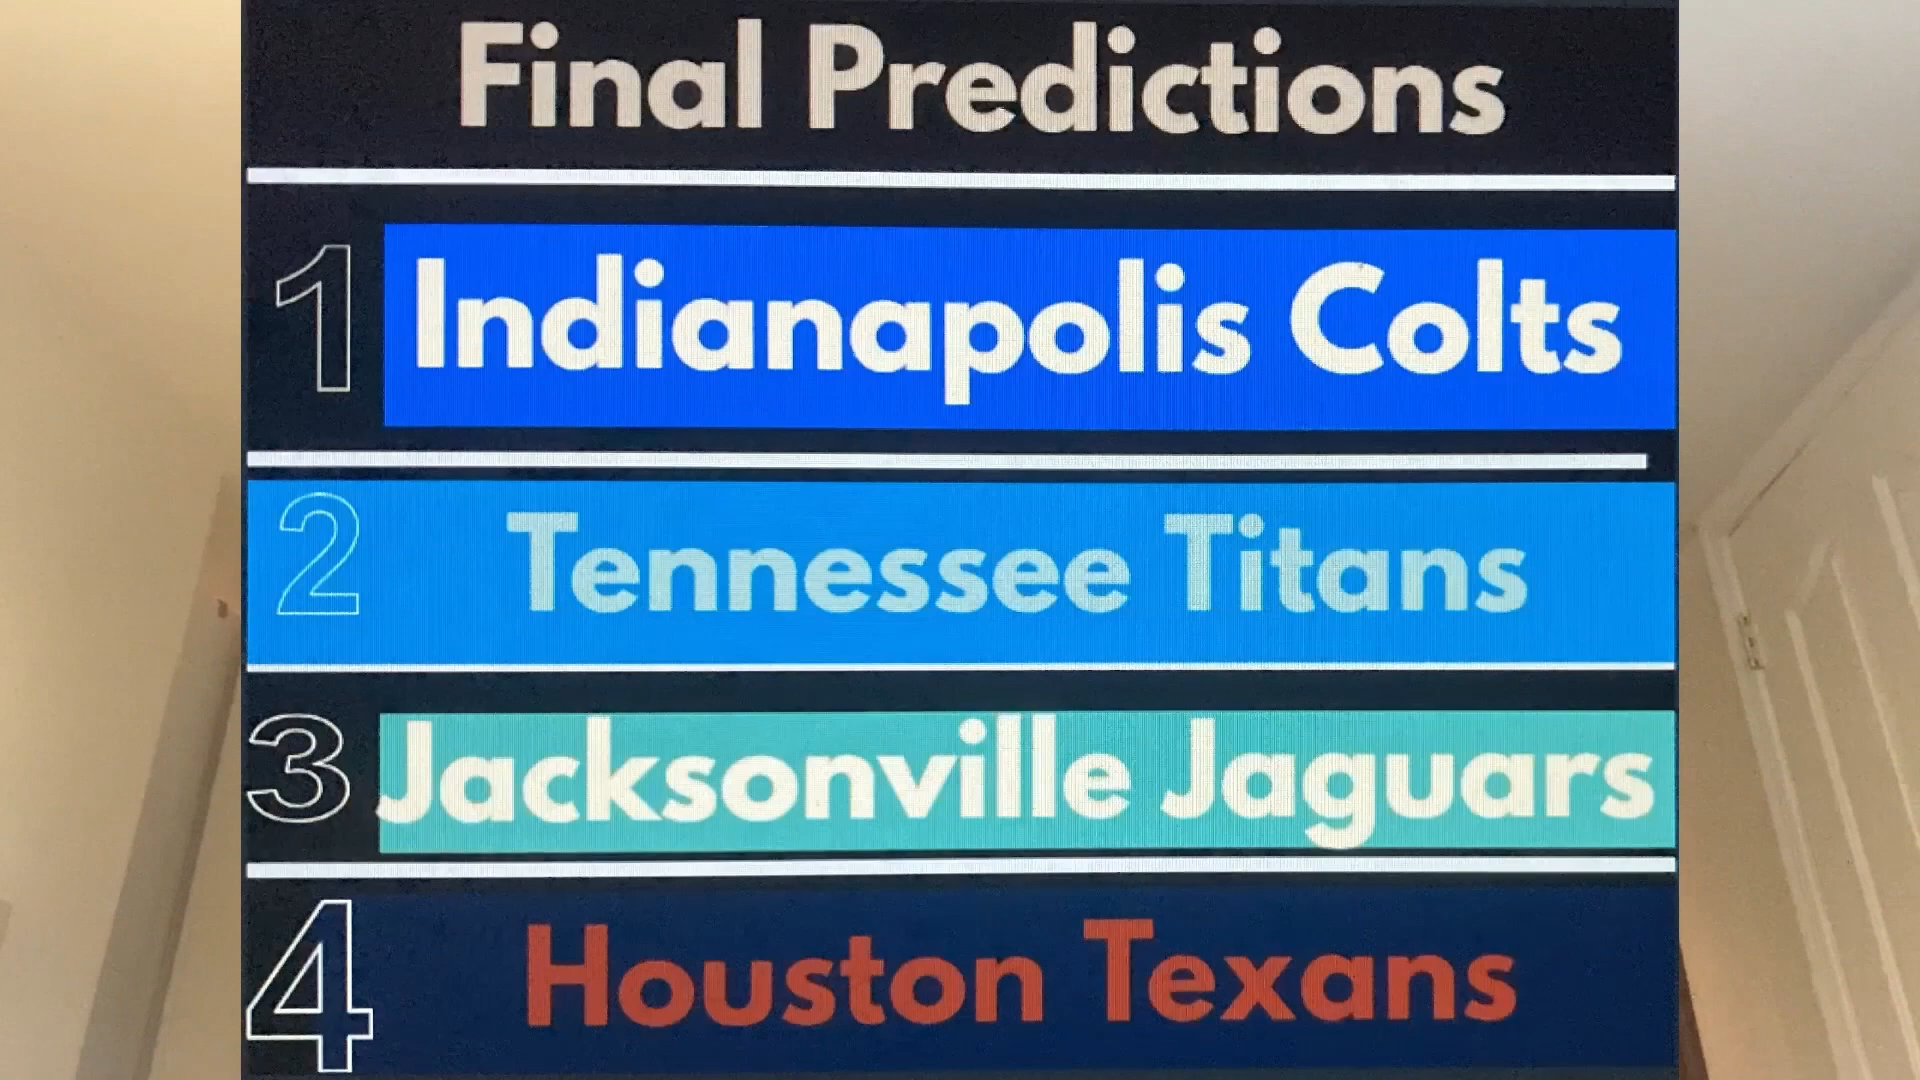 Final Predictions
1 Indianapolis Colts
2 Tennessee Titans
3 Jacksonville Jaguars
4 Houston Texans